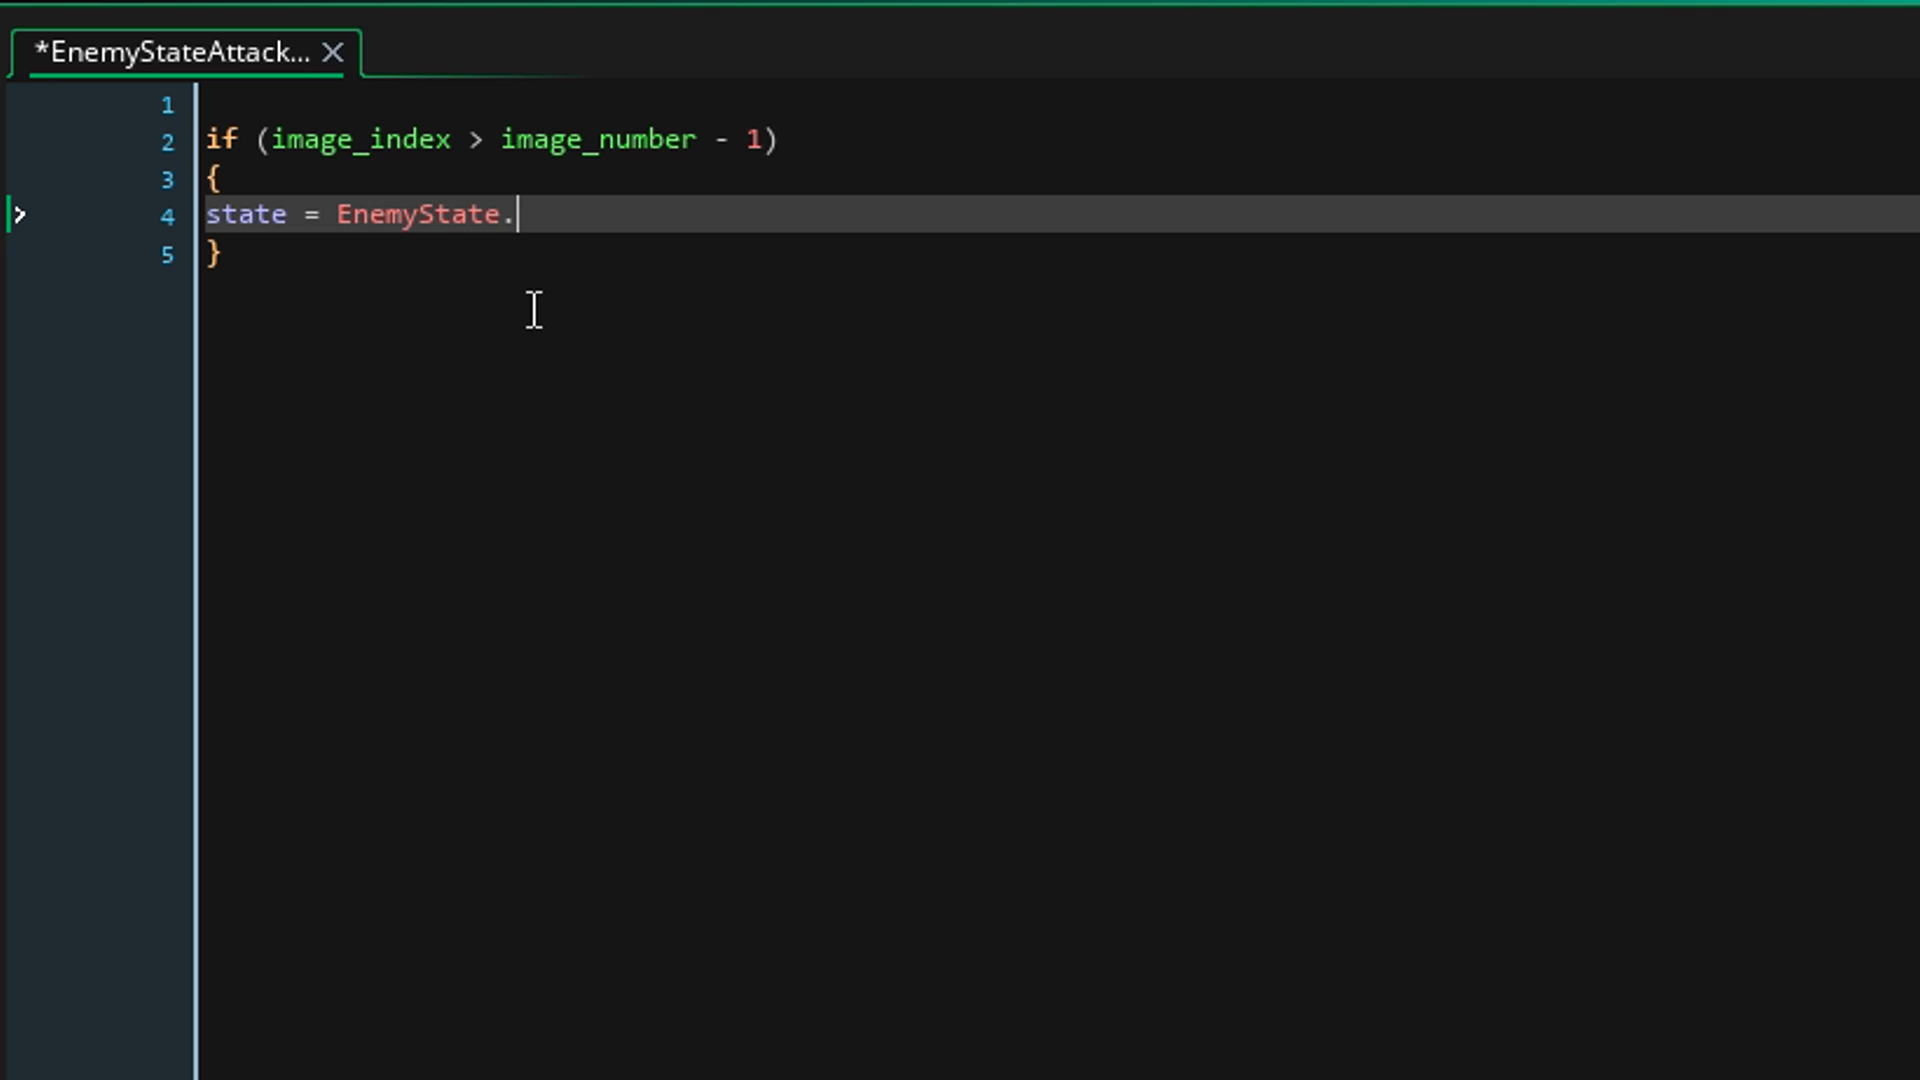 *EnemyStateAttack...
1
2 if (image_index > image_number - 1)
3 {
4 state = EnemyState.
5 }